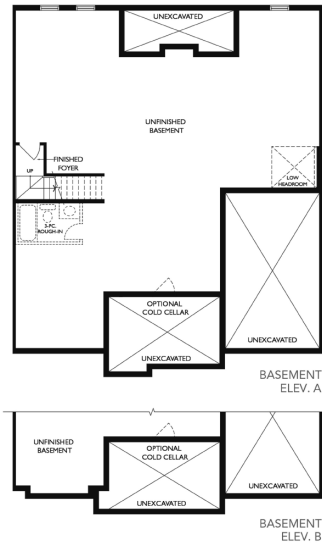 UNEXCAVATED
UNFINISHED
BASEMENT
FINISHED
FOYER
UP
LOW
HEADROOM
3-PC.
ROUGH-IN
OPTIONAL
COLD CELLAR
UNEXCAVATED
UNEXCAVATED
BASEMENT
ELEV. A
UNFINISHED
BASEMENT
OPTIONAL
COLD CELLAR
UNEXCAVATED
UNEXCAVATED
BASEMENT
ELEV. B